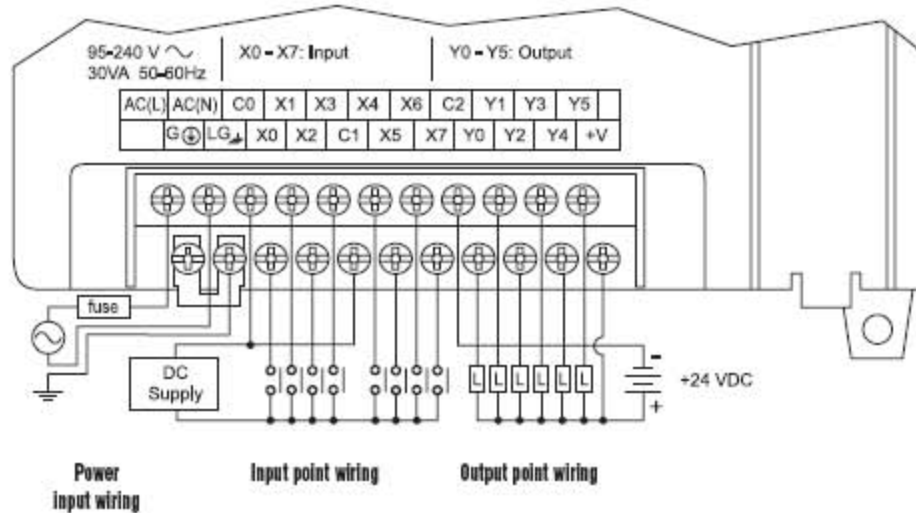 95-240 V ∿ X0 - X7: Input Y0 - Y5: Output
30VA 50-60Hz
AC(L) AC(N) C0 X1 X3 X4 X6 C2 Y1 Y3 Y5
G LG X0 X2 C1 X5 X7 Y0 Y2 Y4 +V
fuse
DC
Supply
L L L L L L
-
+24 VDC
+
Power
input wiring
Input point wiring
Output point wiring